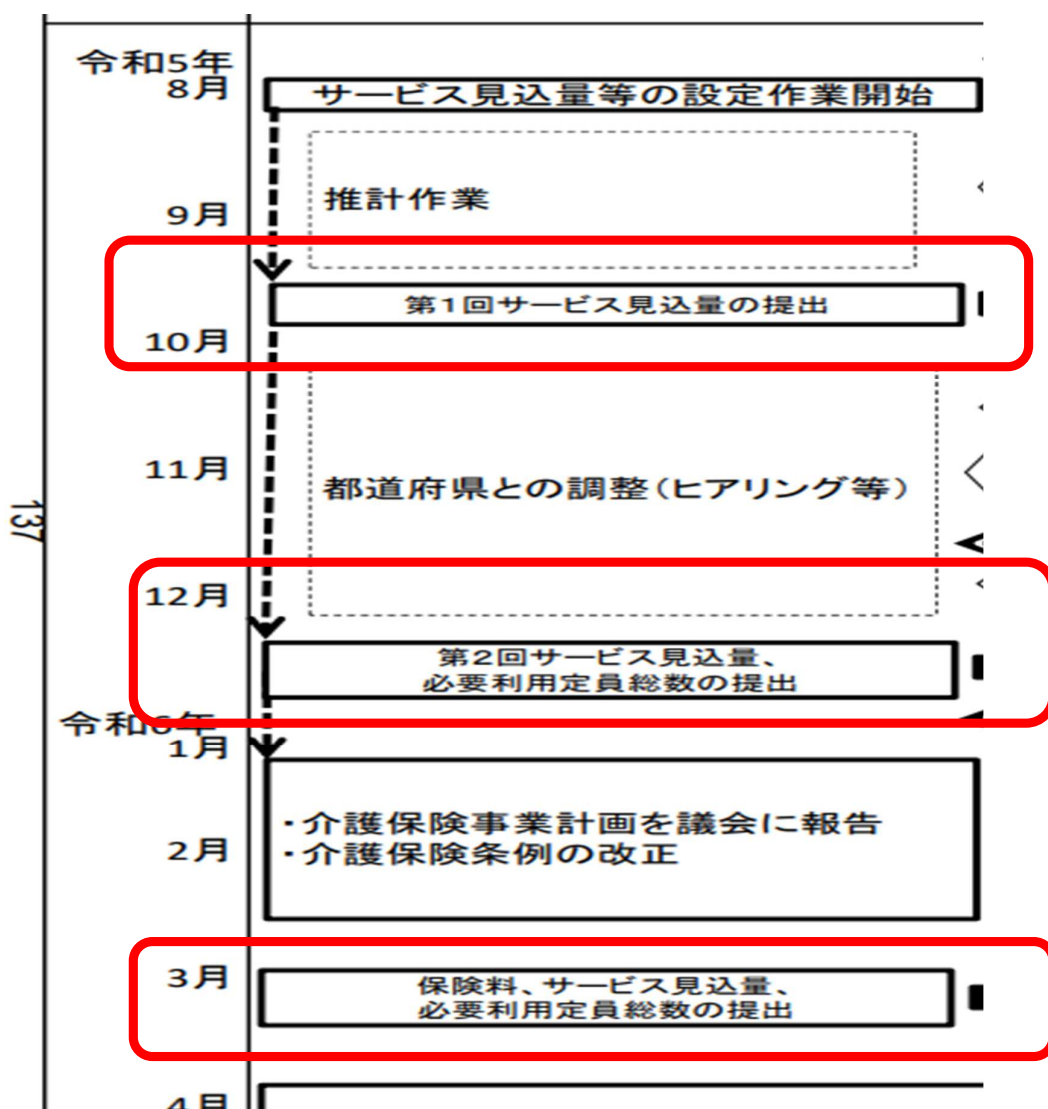 令和5年
8月
サービス見込量等の設定作業開始
推計作業
9月
第1回サービス見込量の提出
10月
11月
都道府県との調整(ヒアリング等)
137
12月
第2回サービス見込量、
必要利用定員総数の提出
令和6年
1月
・介護保険事業計画を議会に報告
2月
・介護保険条例の改正
3月
保険料、サービス見込量、
必要利用定員総数の提出
4月